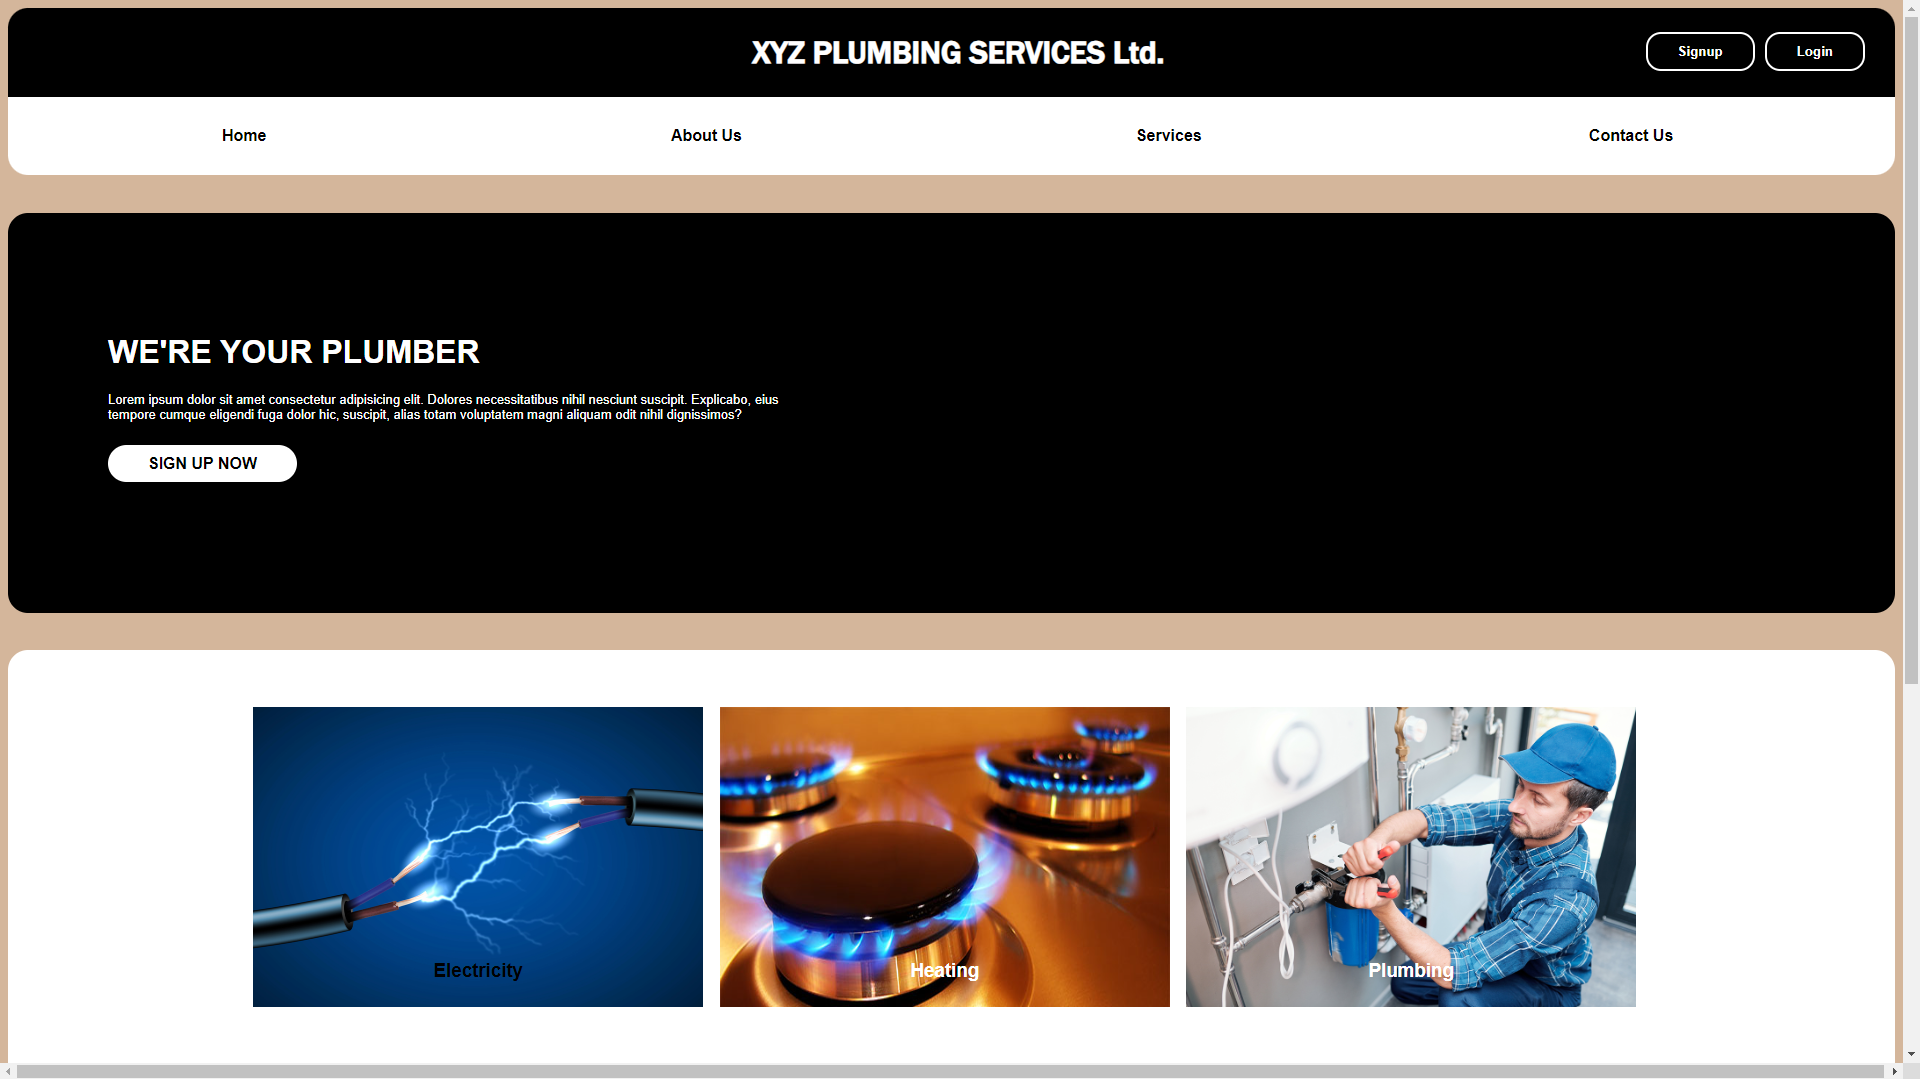 XYZ PLUMBING SERVICES Ltd.
Signup
Login
Home
About Us
Services
Contact Us
WE'RE YOUR PLUMBER
Lorem ipsum dolor sit amet consectetur adipisicing elit. Dolores necessitatibus nihil nesciunt suscipit. Explicabo, eius
tempore cumque eligendi fuga dolor hic, suscipit, alias totam voluptatem magni aliquam odit nihil dignissimos?
SIGN UP NOW
Electricity
Heating
Plumbing